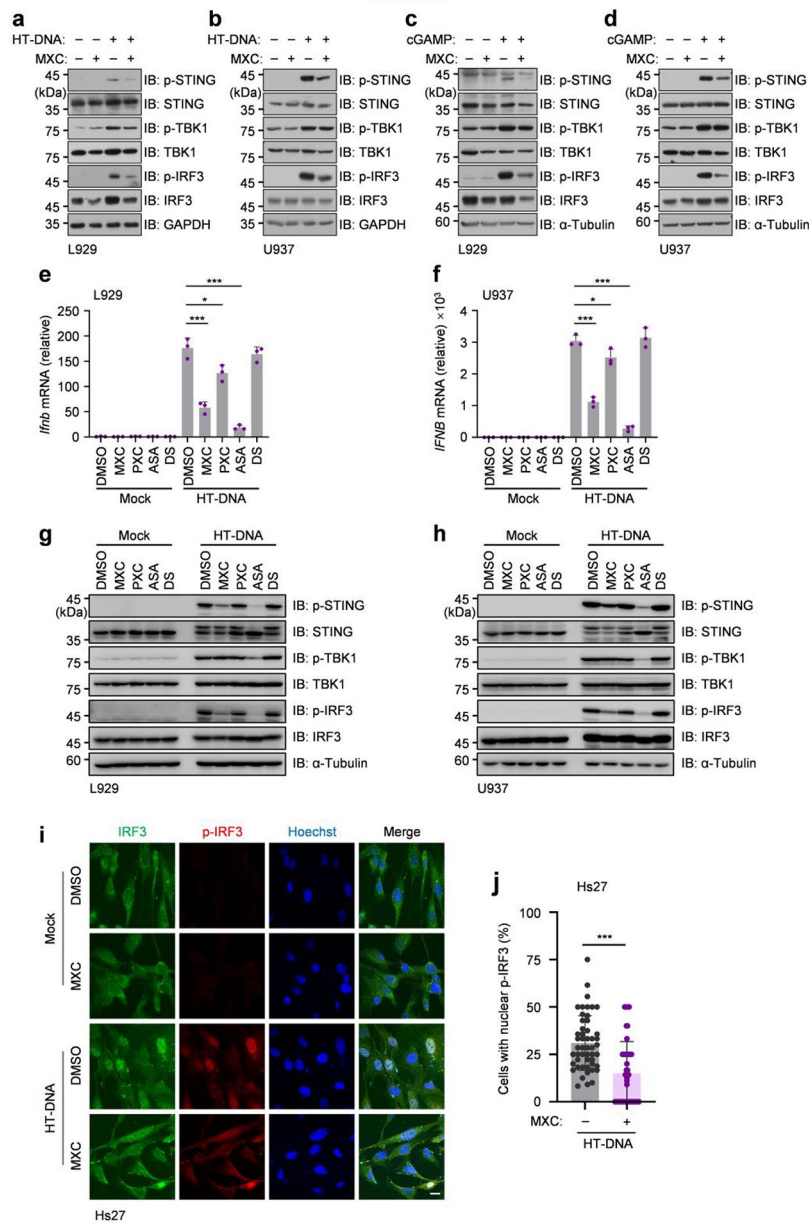 a
HT-DNA: – – + +
MXC: – + – +
45
(kDa)
IB: p-STING
35
IB: STING
75
IB: p-TBK1
75
IB: TBK1
45
IB: p-IRF3
45
IB: IRF3
35
IB: GAPDH
L929
b
HT-DNA: – – + +
MXC: – + – +
45
(kDa)
IB: p-STING
35
IB: STING
75
IB: p-TBK1
75
IB: TBK1
45
IB: p-IRF3
45
IB: IRF3
35
IB: GAPDH
U937
c
cGAMP: – – + +
MXC: – + – +
45
(kDa)
IB: p-STING
35
IB: STING
75
IB: p-TBK1
75
IB: TBK1
45
IB: p-IRF3
45
IB: IRF3
60
IB: α-Tubulin
L929
d
cGAMP: – – + +
MXC: – + – +
45
(kDa)
IB: p-STING
35
IB: STING
75
IB: p-TBK1
75
IB: TBK1
45
IB: p-IRF3
45
IB: IRF3
60
IB: α-Tubulin
U937
e
L929
***
*
***
Ifnb mRNA (relative)
250
200
150
100
50
0
DMSO MXC PXC ASA DS DMSO MXC PXC ASA DS
Mock HT-DNA
f
U937
***
*
***
IFNB mRNA (relative) ×10³
4
3
2
1
0
DMSO MXC PXC ASA DS DMSO MXC PXC ASA DS
Mock HT-DNA
g
Mock HT-DNA
DMSO MXC PXC ASA DS DMSO MXC PXC ASA DS
45
(kDa)
IB: p-STING
35
IB: STING
75
IB: p-TBK1
75
IB: TBK1
45
IB: p-IRF3
45
IB: IRF3
60
IB: α-Tubulin
L929
h
Mock HT-DNA
DMSO MXC PXC ASA DS DMSO MXC PXC ASA DS
45
(kDa)
IB: p-STING
35
IB: STING
75
IB: p-TBK1
75
IB: TBK1
45
IB: p-IRF3
45
IB: IRF3
60
IB: α-Tubulin
U937
i
IRF3 p-IRF3 Hoechst Merge
Mock
DMSO
MXC
HT-DNA
DMSO
MXC
Hs27
j
Hs27
***
Cells with nuclear p-IRF3 (%)
100
75
50
25
0
MXC: – +
HT-DNA